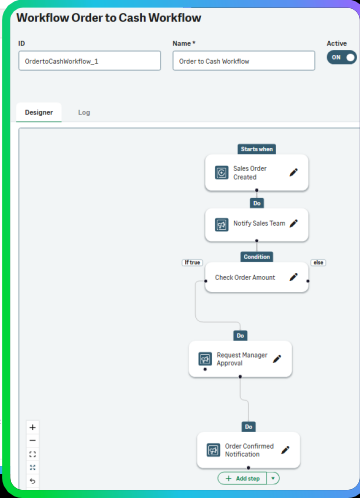 Workflow Order to Cash Workflow
ID
Name *
Active
OrdertoCashWorkflow_1
Order to Cash Workflow
ON
Designer
Log
Starts when
Sales Order
Created
Do
Notify Sales Team
Condition
If true
else
Check Order Amount
Do
Request Manager
Approval
Do
Order Confirmed
Notification
+ Add step